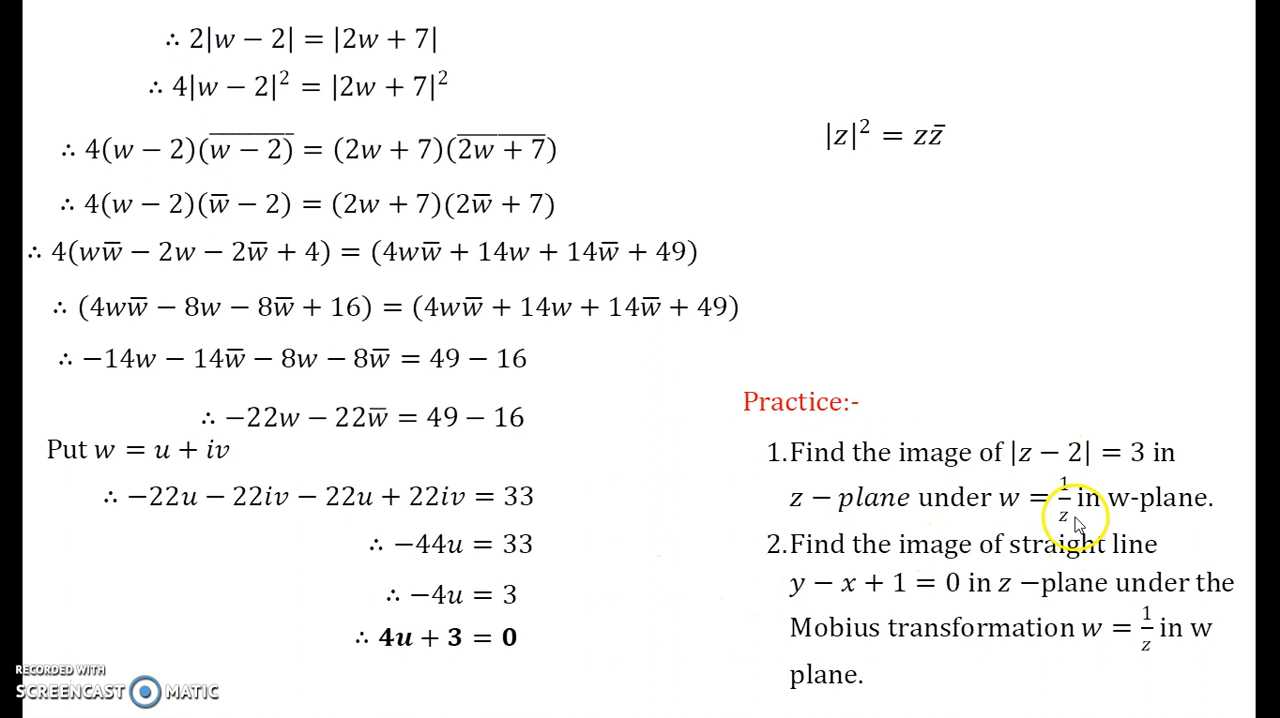 ∴ 2|w − 2| = |2w + 7|
∴ 4|w − 2|² = |2w + 7|²
∴ 4(w − 2)(\overline{w − 2}) = (2w + 7)(\overline{2w + 7})
|z|² = zz̄
∴ 4(w − 2)(w̄ − 2) = (2w + 7)(2w̄ + 7)
∴ 4(ww̄ − 2w − 2w̄ + 4) = (4ww̄ + 14w + 14w̄ + 49)
∴ (4ww̄ − 8w − 8w̄ + 16) = (4ww̄ + 14w + 14w̄ + 49)
∴ −14w − 14w̄ − 8w − 8w̄ = 49 − 16
∴ −22w − 22w̄ = 49 − 16
Put w = u + iv
∴ −22u − 22iv − 22u + 22iv = 33
∴ −44u = 33
∴ −4u = 3
∴ 4u + 3 = 0
Practice:-
1.Find the image of |z − 2| = 3 in
z − plane under w = 1/z in w-plane.
2.Find the image of straight line
y − x + 1 = 0 in z −plane under the
Mobius transformation w = 1/z in w
plane.
RECORDED WITH
SCREENCAST MATIC